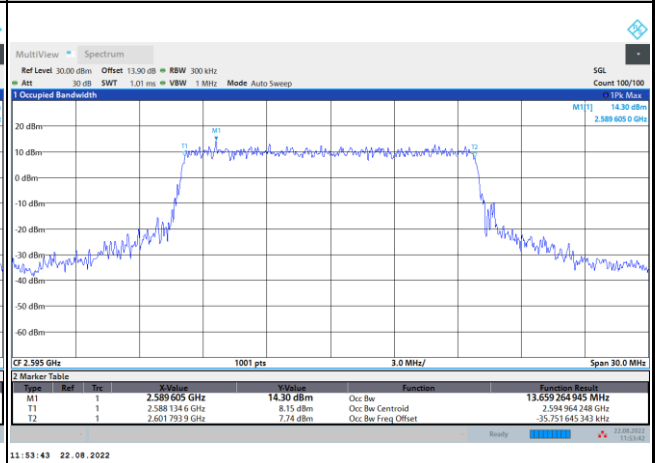 MultiView Spectrum
Ref Level 30.00 dBm Offset 13.90 dB RBW 300 kHz SGL
Att 30 dB SWT 1.01 ms VBW 1 MHz Mode Auto Sweep Count 100/100
1 Occupied Bandwidth 1Pk Max
M1[1] 14.30 dBm
2.589 605 0 GHz
20 dBm
M1
T1 T2
10 dBm
0 dBm
-10 dBm
-20 dBm
-30 dBm
-40 dBm
-50 dBm
-60 dBm
CF 2.595 GHz 1001 pts 3.0 MHz/ Span 30.0 MHz
2 Marker Table
Type Ref Trc X-Value Y-Value Function Function Result
M1 1 2.589 605 GHz 14.30 dBm Occ Bw 13.659 264 945 MHz
T1 1 2.588 134 6 GHz 8.15 dBm Occ Bw Centroid 2.594 964 248 GHz
T2 1 2.601 793 9 GHz 7.74 dBm Occ Bw Freq Offset -35.751 645 343 kHz
Ready 22.08.2022
11:53:42
11:53:43 22.08.2022